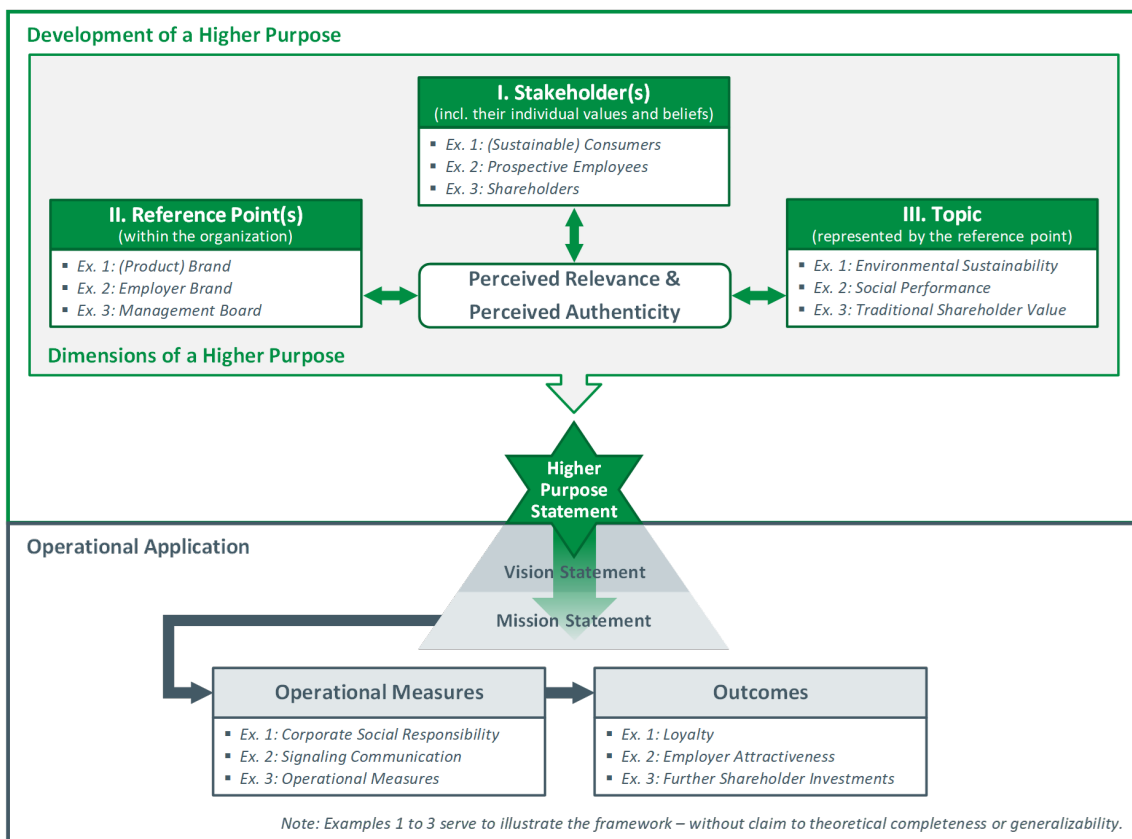 Development of a Higher Purpose
I. Stakeholder(s)
(incl. their individual values and beliefs)
▪ Ex. 1: (Sustainable) Consumers
▪ Ex. 2: Prospective Employees
▪ Ex. 3: Shareholders
II. Reference Point(s)
(within the organization)
▪ Ex. 1: (Product) Brand
▪ Ex. 2: Employer Brand
▪ Ex. 3: Management Board
Perceived Relevance &
Perceived Authenticity
III. Topic
(represented by the reference point)
▪ Ex. 1: Environmental Sustainability
▪ Ex. 2: Social Performance
▪ Ex. 3: Traditional Shareholder Value
Dimensions of a Higher Purpose
Higher
Purpose
Statement
Operational Application
Vision Statement
Mission Statement
Operational Measures
▪ Ex. 1: Corporate Social Responsibility
▪ Ex. 2: Signaling Communication
▪ Ex. 3: Operational Measures
Outcomes
▪ Ex. 1: Loyalty
▪ Ex. 2: Employer Attractiveness
▪ Ex. 3: Further Shareholder Investments
Note: Examples 1 to 3 serve to illustrate the framework – without claim to theoretical completeness or generalizability.